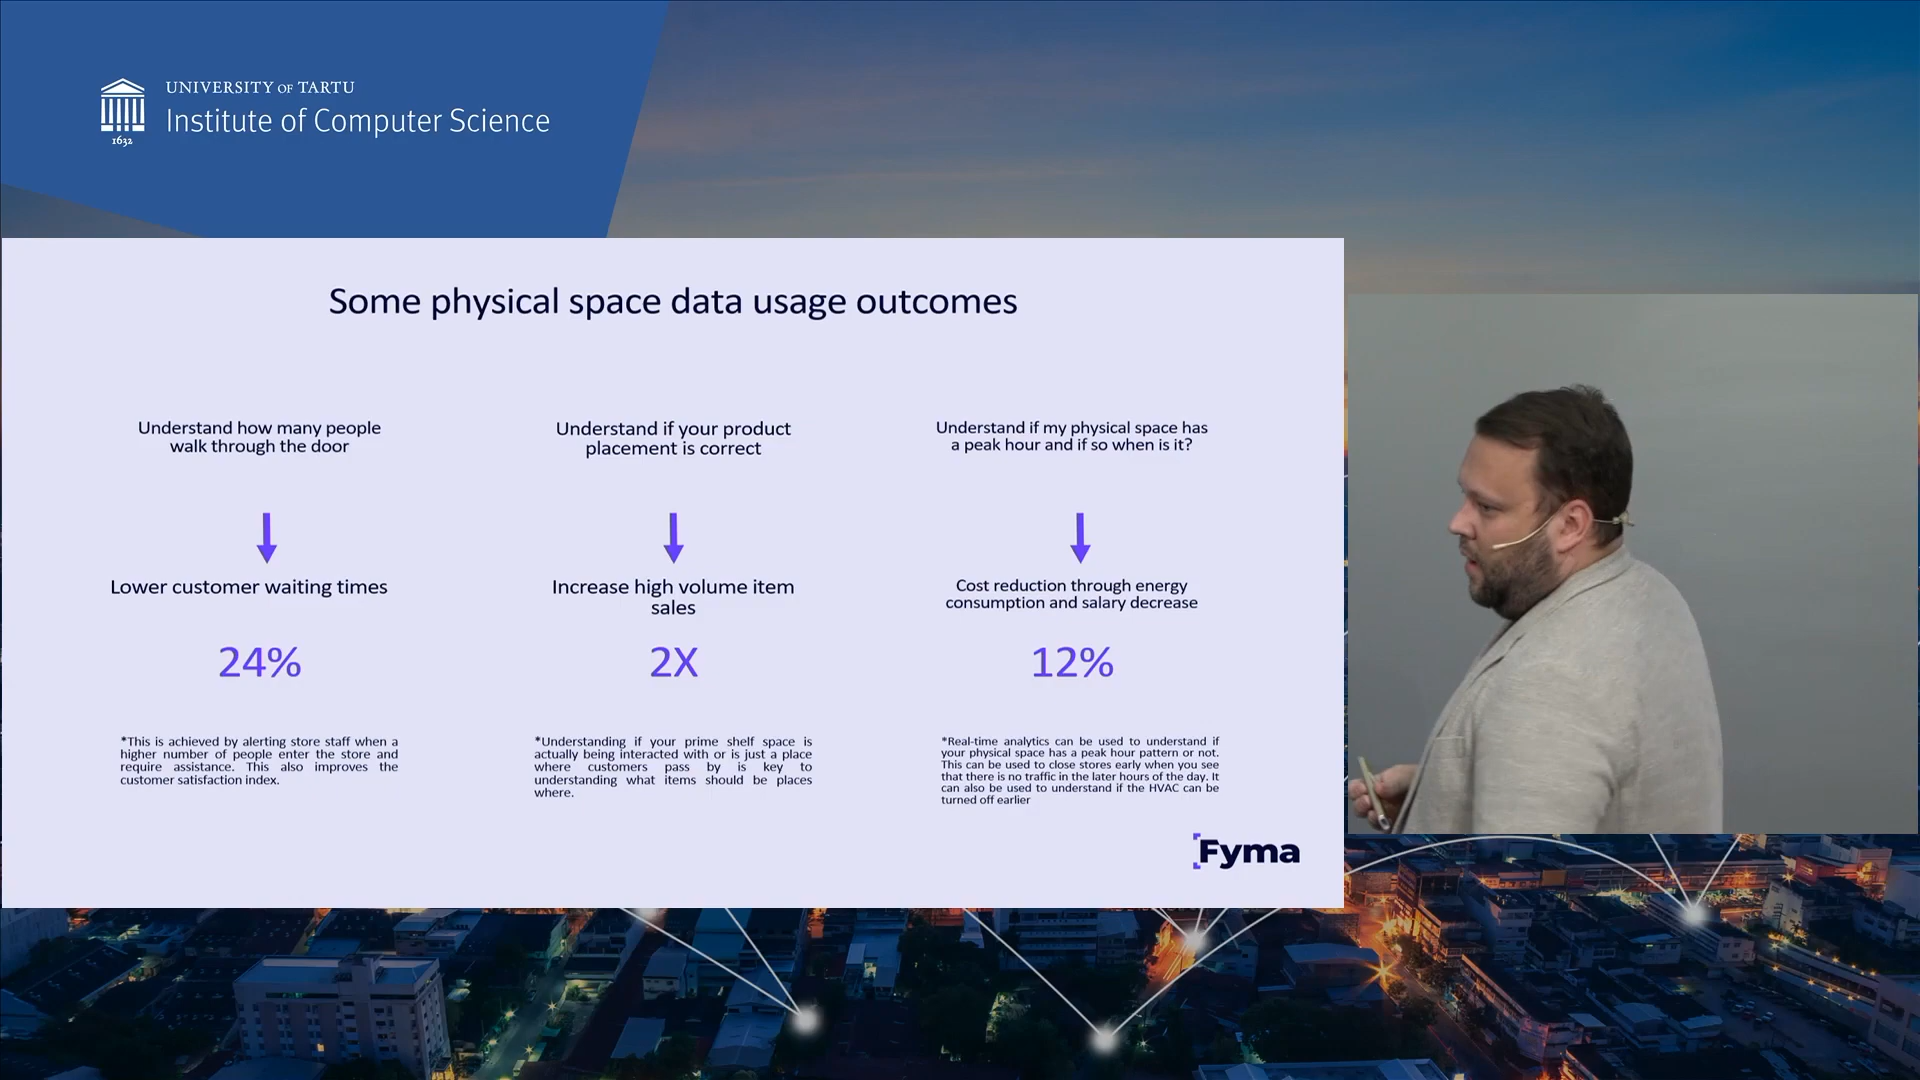 UNIVERSITY OF TARTU
Institute of Computer Science
1632
Some physical space data usage outcomes
Understand how many people
walk through the door
Lower customer waiting times
24%
*This is achieved by alerting store staff when a
higher number of people enter the store and
require assistance. This also improves the
customer satisfaction index.
Understand if your product
placement is correct
Increase high volume item
sales
2X
*Understanding if your prime shelf space is
actually being interacted with or is just a place
where customers pass by is key to
understanding what items should be places
where.
Understand if my physical space has
a peak hour and if so when is it?
Cost reduction through energy
consumption and salary decrease
12%
*Real-time analytics can be used to understand if
your physical space has a peak hour pattern or not.
This can be used to close stores early when you see
that there is no traffic in the later hours of the day. It
can also be used to understand if the HVAC can be
turned off earlier
Fyma